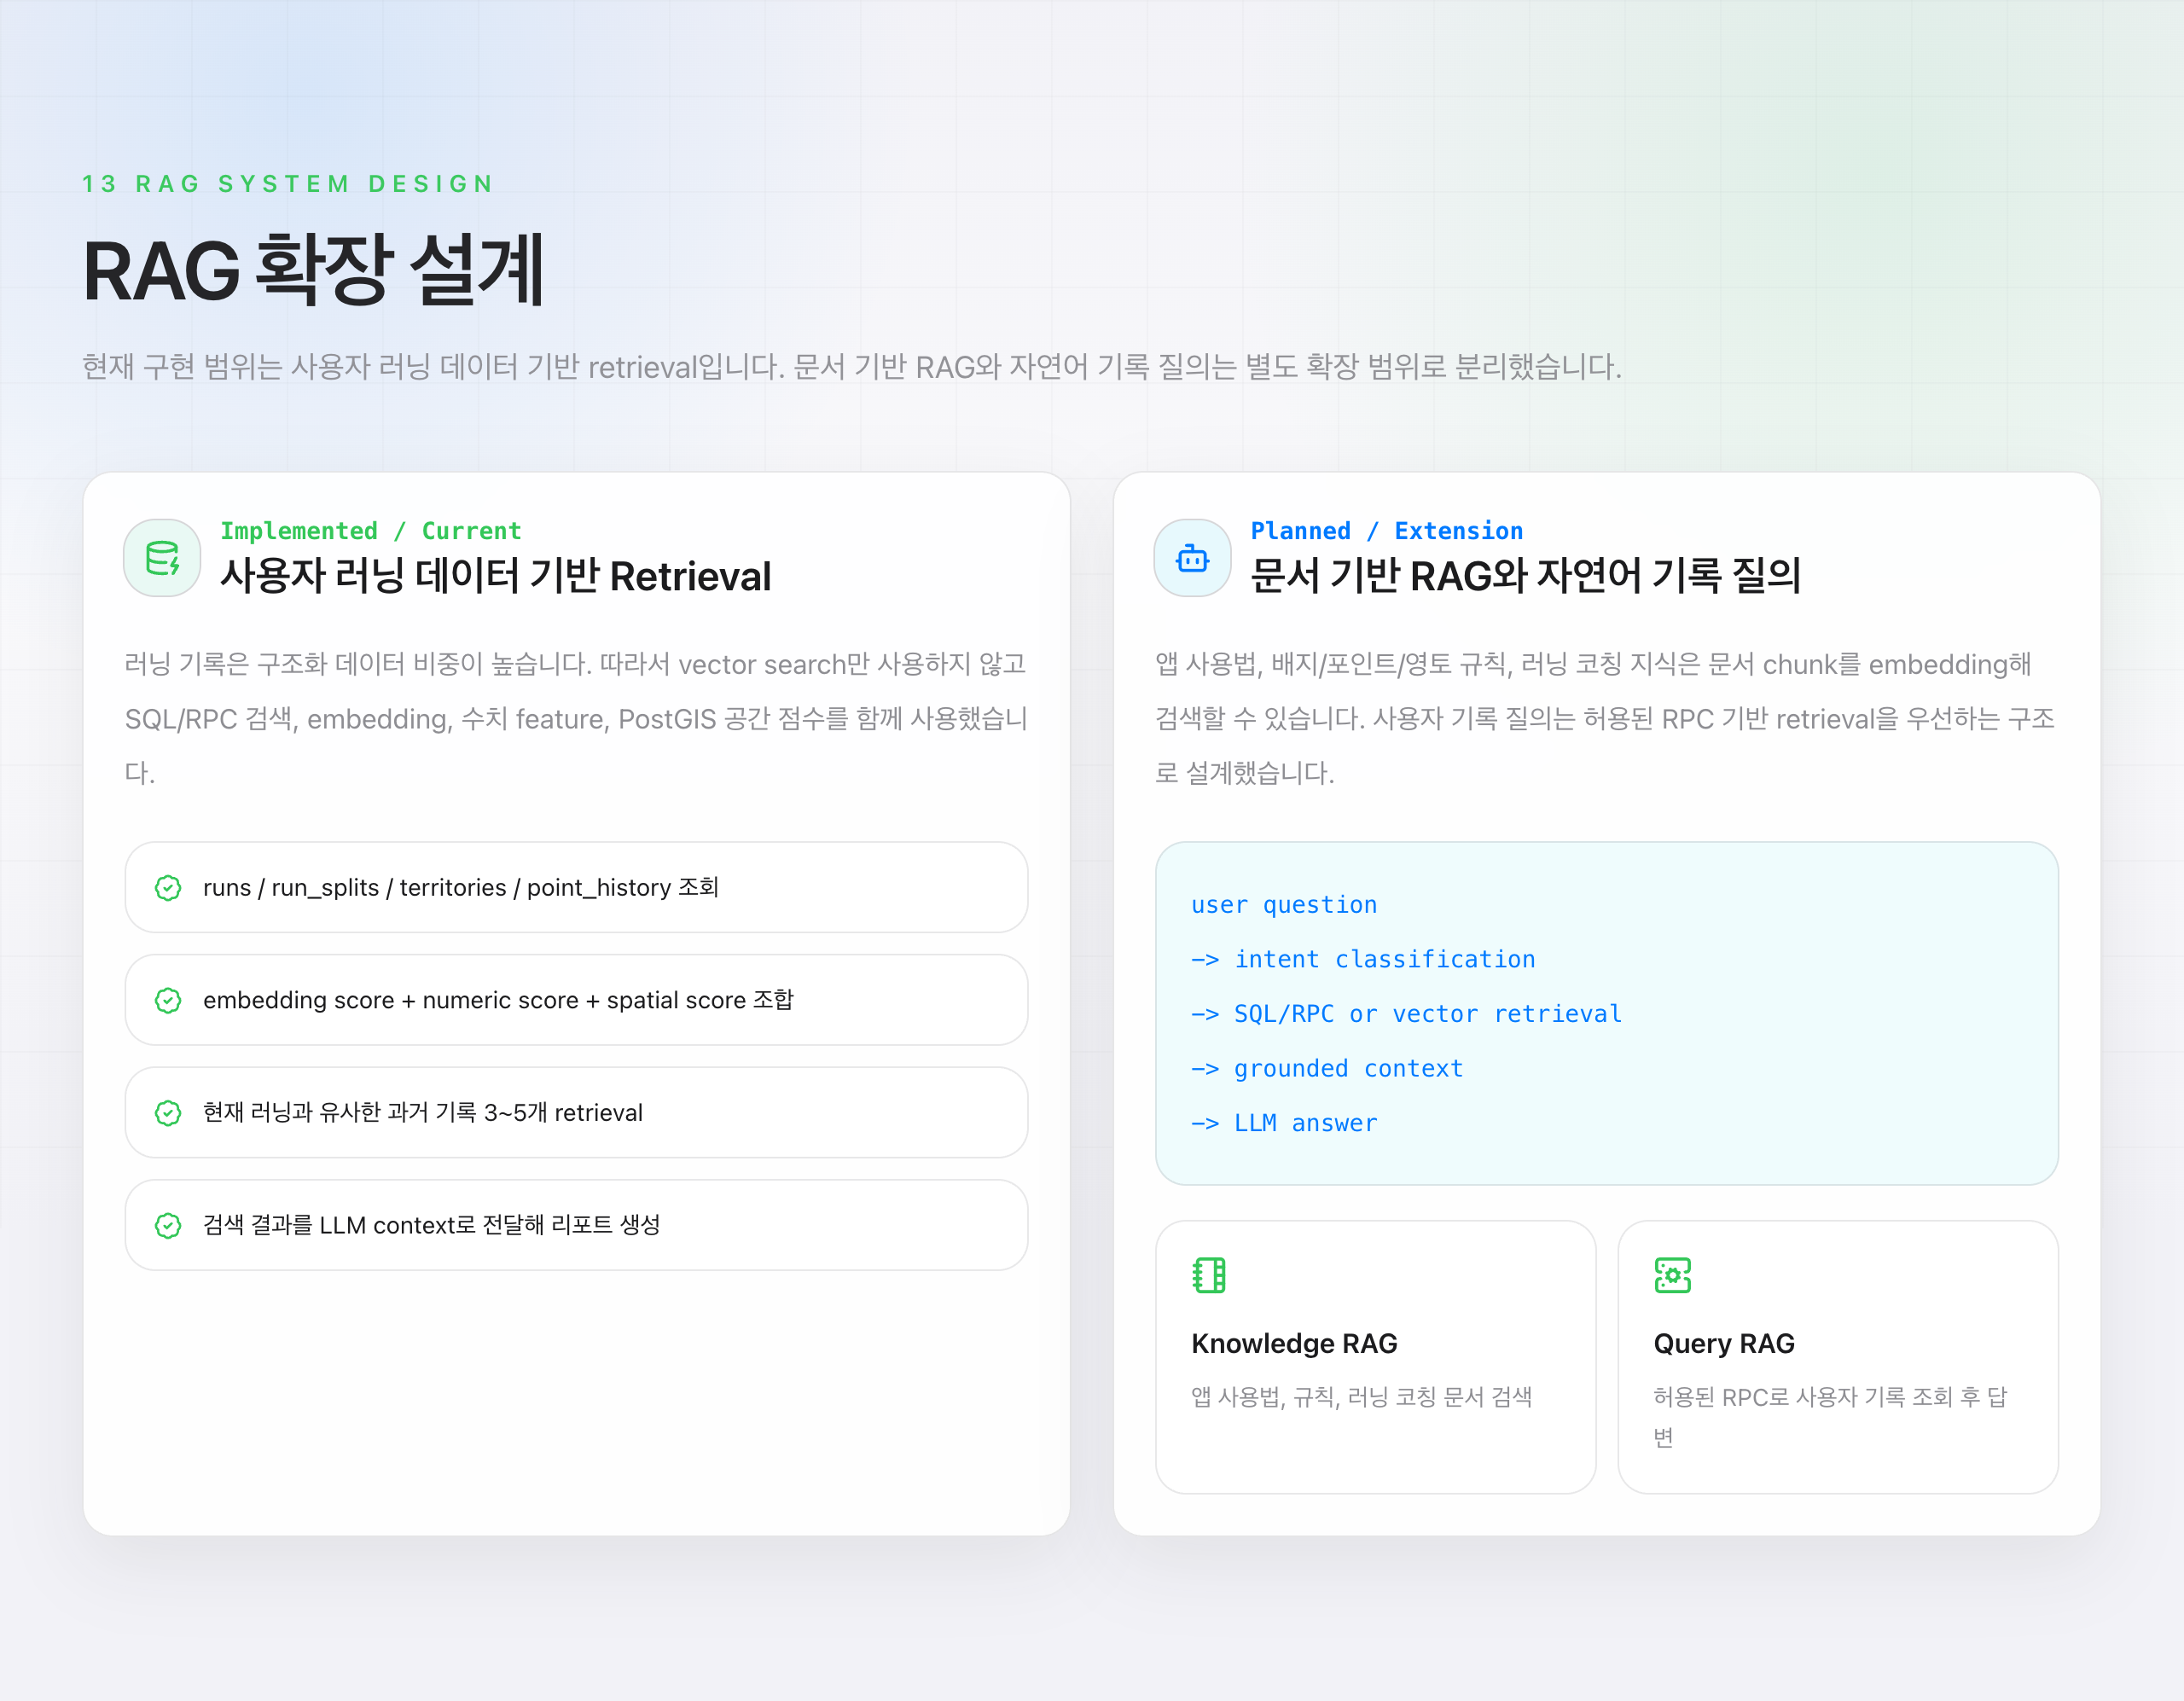 13 RAG SYSTEM DESIGN
RAG 확장 설계
현재 구현 범위는 사용자 러닝 데이터 기반 retrieval입니다. 문서 기반 RAG와 자연어 기록 질의는 별도 확장 범위로 분리했습니다.
Implemented / Current
사용자 러닝 데이터 기반 Retrieval
러닝 기록은 구조화 데이터 비중이 높습니다. 따라서 vector search만 사용하지 않고
SQL/RPC 검색, embedding, 수치 feature, PostGIS 공간 점수를 함께 사용했습니
다.
runs / run_splits / territories / point_history 조회
embedding score + numeric score + spatial score 조합
현재 러닝과 유사한 과거 기록 3~5개 retrieval
검색 결과를 LLM context로 전달해 리포트 생성
Planned / Extension
문서 기반 RAG와 자연어 기록 질의
앱 사용법, 배지/포인트/영토 규칙, 러닝 코칭 지식은 문서 chunk를 embedding해
검색할 수 있습니다. 사용자 기록 질의는 허용된 RPC 기반 retrieval을 우선하는 구조
로 설계했습니다.
user question
—> intent classification
—> SQL/RPC or vector retrieval
—> grounded context
—> LLM answer
Knowledge RAG
앱 사용법, 규칙, 러닝 코칭 문서 검색
Query RAG
허용된 RPC로 사용자 기록 조회 후 답
변